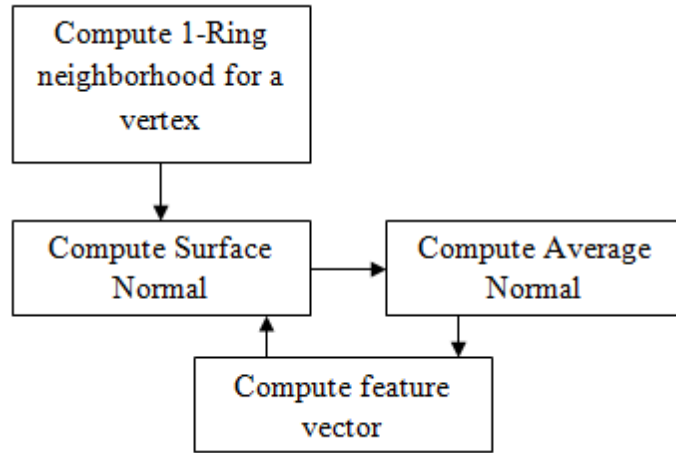 Compute 1-Ring
neighborhood for a
vertex
Compute Surface
Normal
Compute Average
Normal
Compute feature
vector